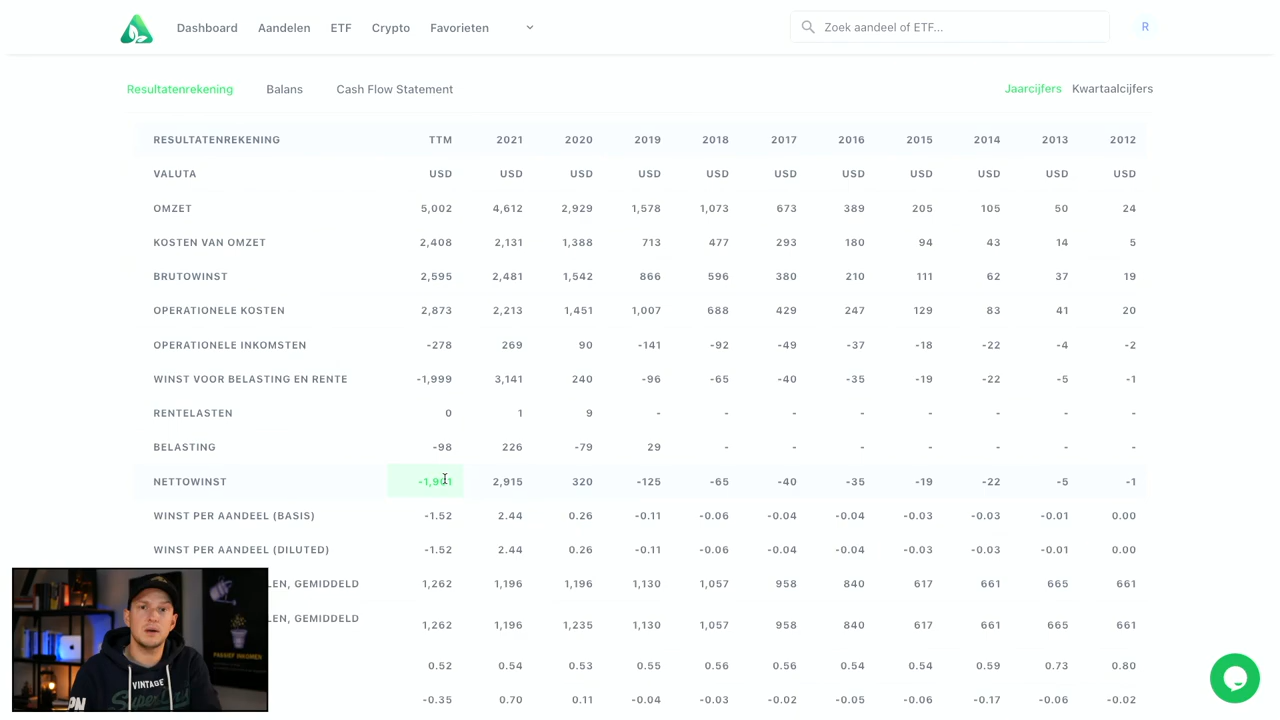 Dashboard Aandelen ETF Crypto Favorieten Zoek aandeel of ETF... R
Resultatenrekening Balans Cash Flow Statement Jaarcijfers Kwartaalcijfers
RESULTATENREKENING TTM 2021 2020 2019 2018 2017 2016 2015 2014 2013 2012
VALUTA USD USD USD USD USD USD USD USD USD USD USD
OMZET 5,002 4,612 2,929 1,578 1,073 673 389 205 105 50 24
KOSTEN VAN OMZET 2,408 2,131 1,388 713 477 293 180 94 43 14 5
BRUTOWINST 2,595 2,481 1,542 866 596 380 210 111 62 37 19
OPERATIONELE KOSTEN 2,873 2,213 1,451 1,007 688 429 247 129 83 41 20
OPERATIONELE INKOMSTEN -278 269 90 -141 -92 -49 -37 -18 -22 -4 -2
WINST VOOR BELASTING EN RENTE -1,999 3,141 240 -96 -65 -40 -35 -19 -22 -5 -1
RENTELASTEN 0 1 9 - - - - - - - -
BELASTING -98 226 -79 29 - - - - - - -
NETTOWINST -1,901 2,915 320 -125 -65 -40 -35 -19 -22 -5 -1
WINST PER AANDEEL (BASIS) -1.52 2.44 0.26 -0.11 -0.06 -0.04 -0.04 -0.03 -0.03 -0.01 0.00
WINST PER AANDEEL (DILUTED) -1.52 2.44 0.26 -0.11 -0.06 -0.04 -0.04 -0.03 -0.03 -0.01 0.00
LEN, GEMIDDELD 1,262 1,196 1,196 1,130 1,057 958 840 617 661 665 661
LEN, GEMIDDELD 1,262 1,196 1,235 1,130 1,057 958 840 617 661 665 661
0.52 0.54 0.53 0.55 0.56 0.56 0.54 0.54 0.59 0.73 0.80
-0.35 0.70 0.11 -0.04 -0.03 -0.02 -0.05 -0.06 -0.17 -0.06 -0.02
PASSIEF INKOMEN
VINTAGE